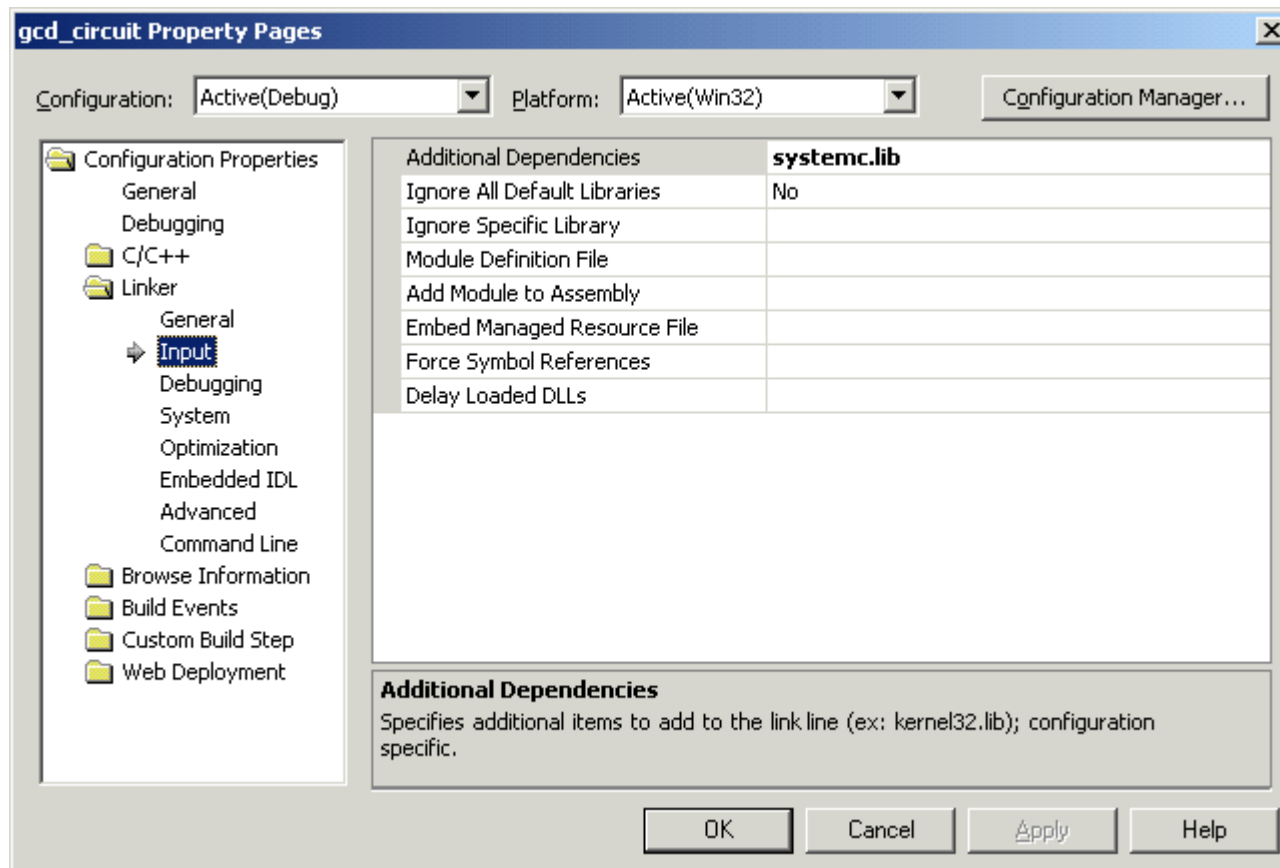 gcd_circuit Property Pages
Configuration: Active(Debug) Platform: Active(Win32) Configuration Manager...
Configuration Properties
General
Debugging
C/C++
Linker
General
Input
Debugging
System
Optimization
Embedded IDL
Advanced
Command Line
Browse Information
Build Events
Custom Build Step
Web Deployment
Additional Dependencies systemc.lib
Ignore All Default Libraries No
Ignore Specific Library
Module Definition File
Add Module to Assembly
Embed Managed Resource File
Force Symbol References
Delay Loaded DLLs
Additional Dependencies
Specifies additional items to add to the link line (ex: kernel32.lib); configuration
specific.
OK Cancel Apply Help